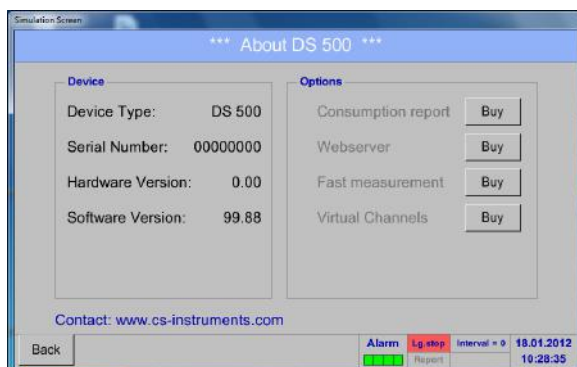 Simulation Screen
*** About DS 500 ***
Device
Device Type: DS 500
Serial Number: 00000000
Hardware Version: 0.00
Software Version: 99.88
Options
Consumption report Buy
Webserver Buy
Fast measurement Buy
Virtual Channels Buy
Contact: www.cs-instruments.com
Back
Alarm Lg.stop Interval = 0 18.01.2012
Report 10:28:35